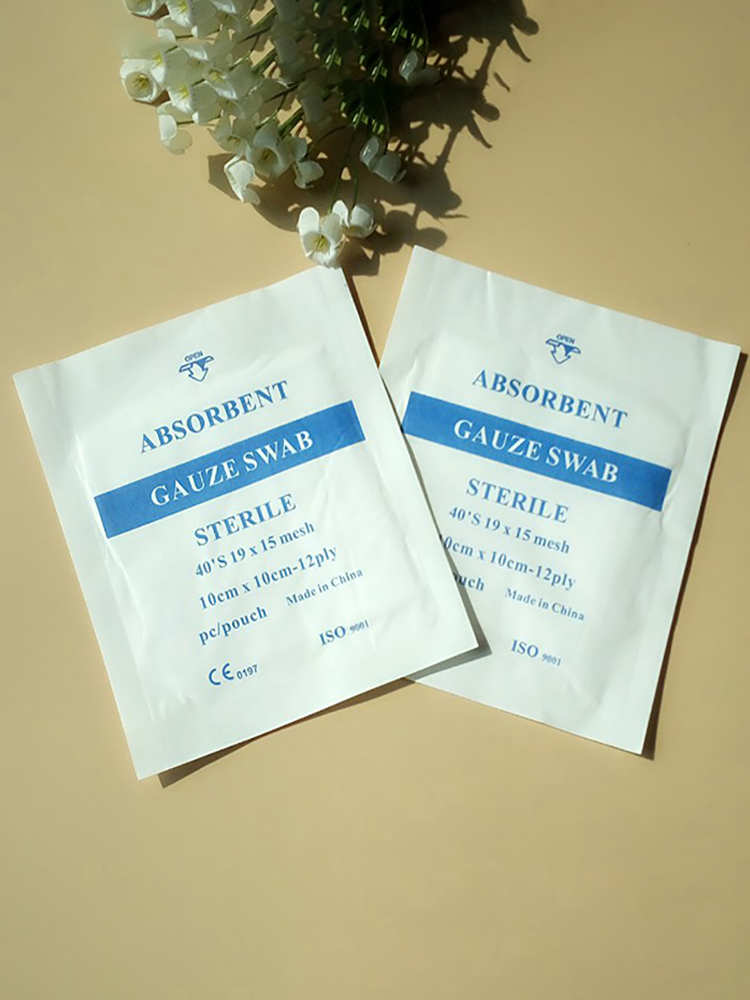 OPEN
ABSORBENT
GAUZE SWAB
STERILE
40'S 19 x 15 mesh
10cm x 10cm-12ply
pc/pouch Made in China
ISO 9001
CE 0197
OPEN
ABSORBENT
GAUZE SWAB
STERILE
40'S 19 x 15 mesh
0cm x 10cm-12ply
ouch Made in China
ISO 9001